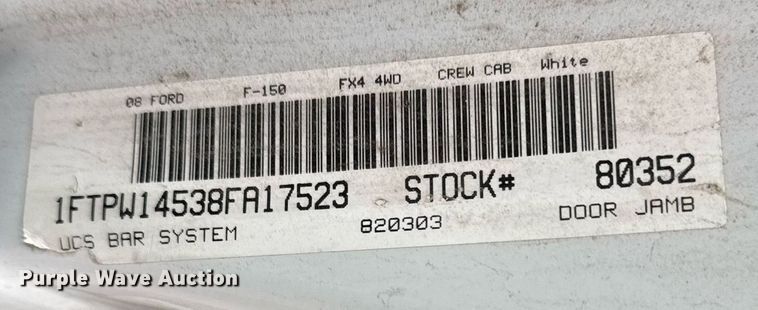 08 FORD F-150 FX4 4WD CREW CAB White
1FTPW14538FA17523 STOCK# 80352
UCS BAR SYSTEM 820303 DOOR JAMB
Purple Wave Auction